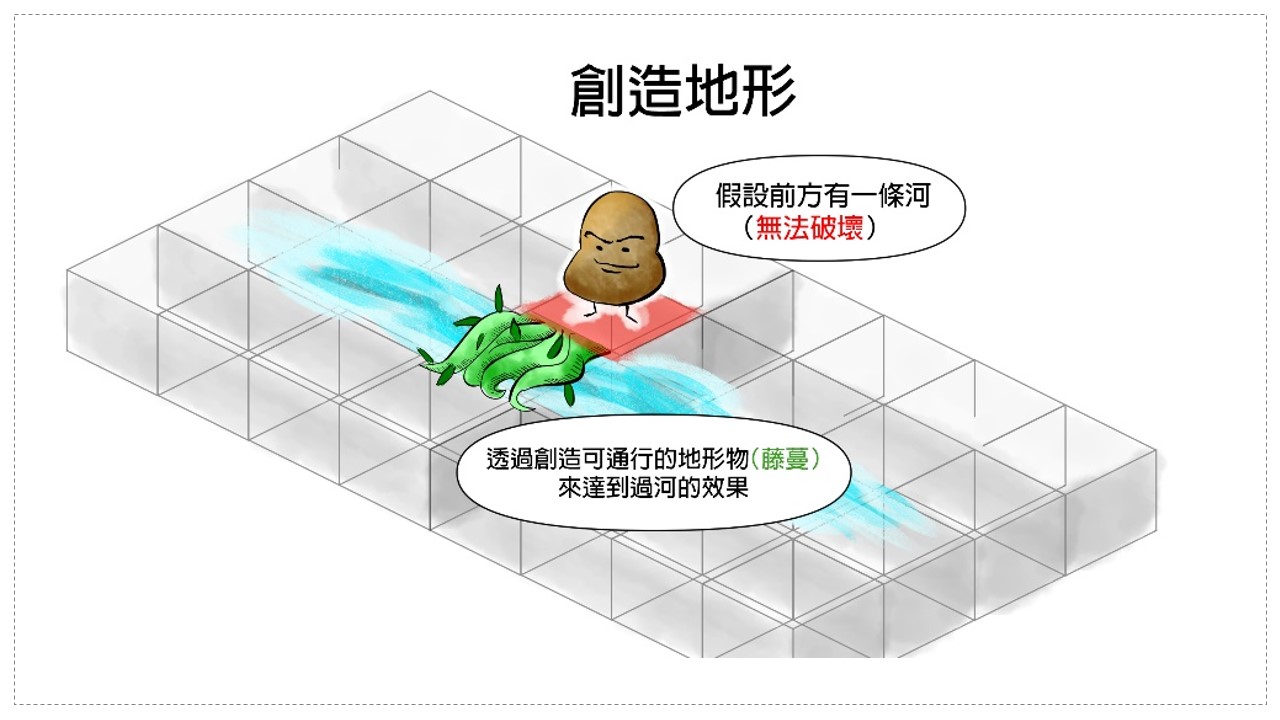 創造地形
假設前方有一條河
（無法破壞）
透過創造可通行的地形物（藤蔓）
來達到過河的效果